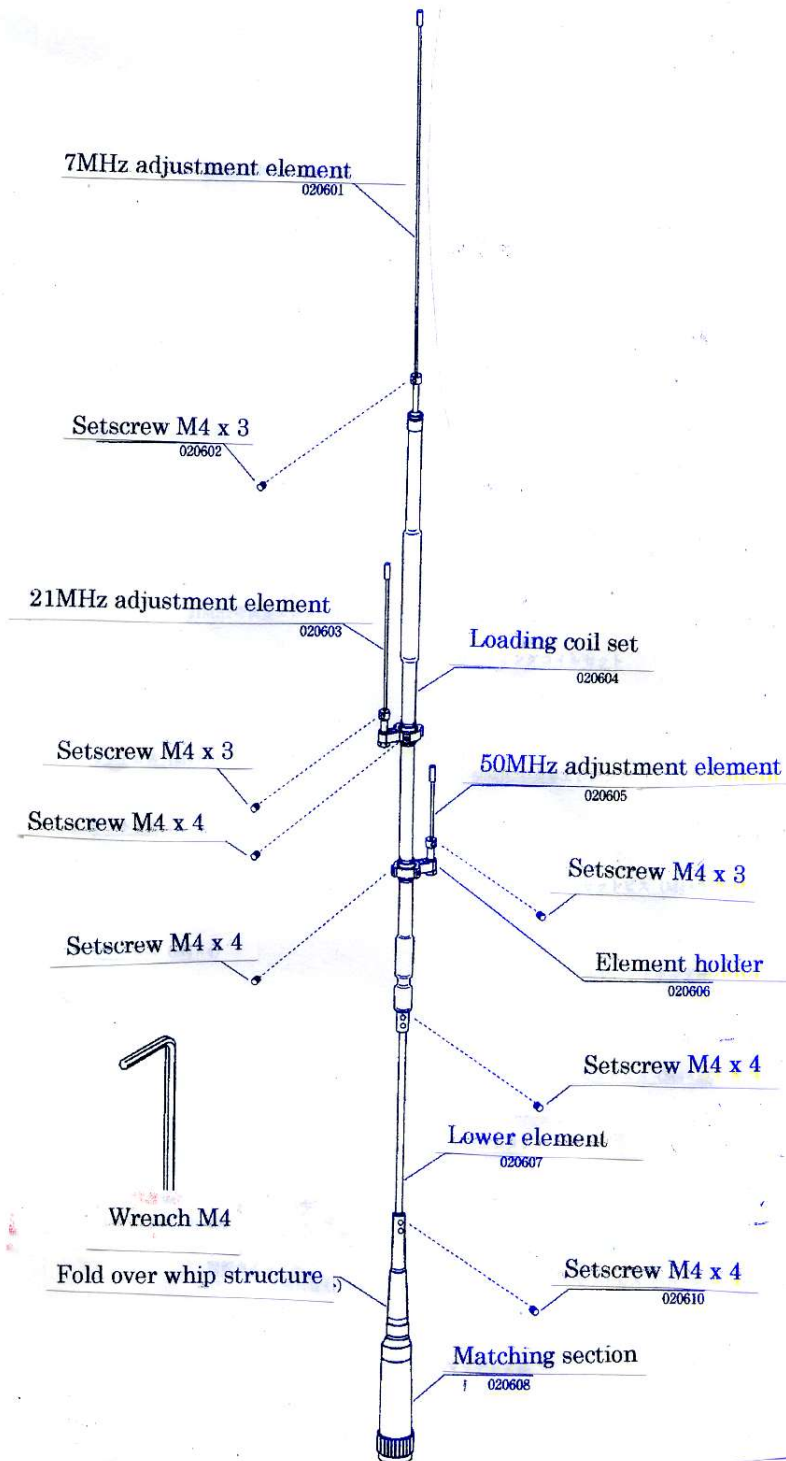 7MHz adjustment element
020601
Setscrew M4 x 3
020602
21MHz adjustment element
020603
Loading coil set
020604
Setscrew M4 x 3
50MHz adjustment element
020605
Setscrew M4 x 4
Setscrew M4 x 3
Setscrew M4 x 4
Element holder
020606
Setscrew M4 x 4
Lower element
020607
Wrench M4
Fold over whip structure
Setscrew M4 x 4
020610
Matching section
020608